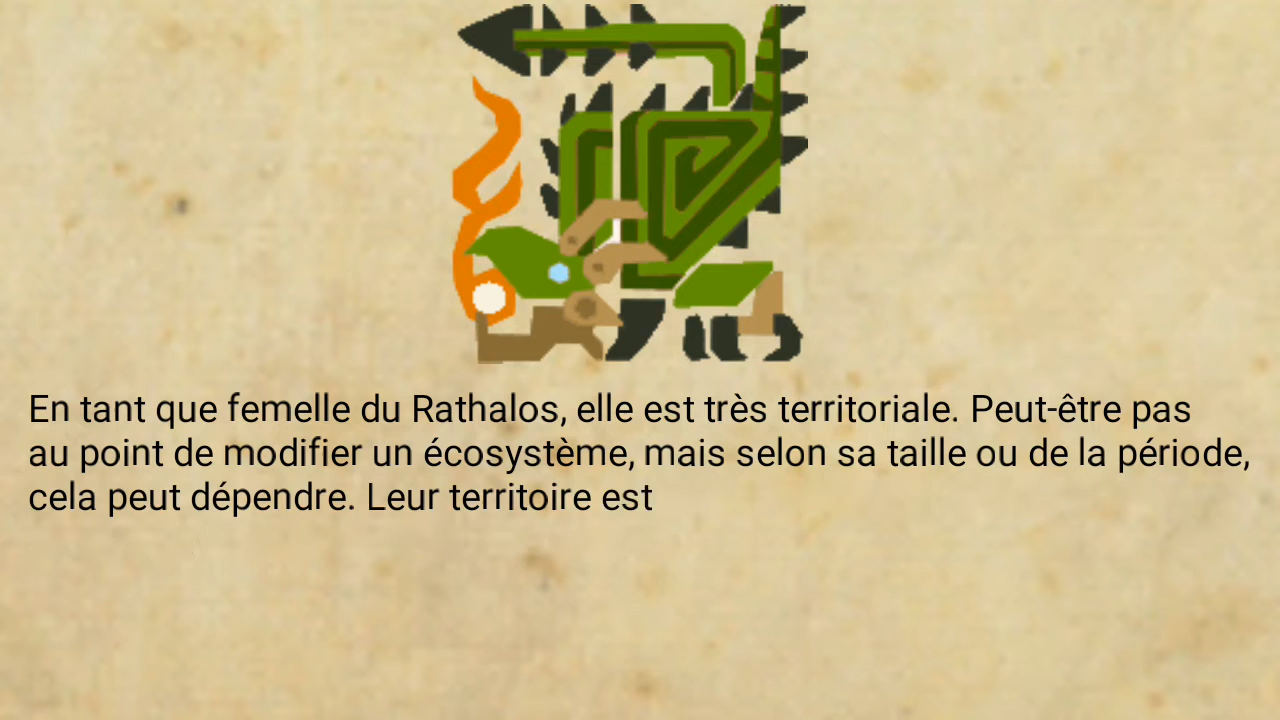 En tant que femelle du Rathalos, elle est très territoriale. Peut-être pas
au point de modifier un écosystème, mais selon sa taille ou de la période,
cela peut dépendre. Leur territoire est